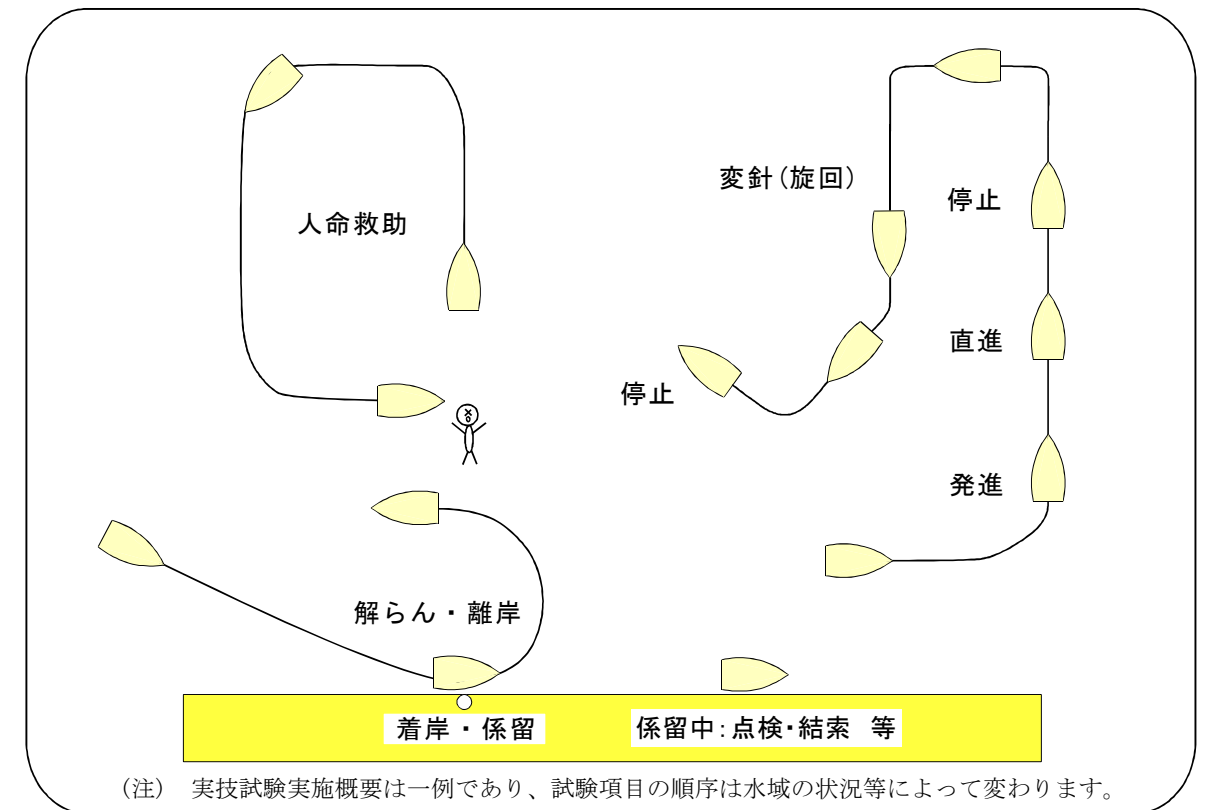 人命救助
変針(旋回)
停止
直進
停止
発進
解らん・離岸
着岸・係留
係留中:点検・結索 等
(注) 実技試験実施概要は一例であり、試験項目の順序は水域の状況等によって変わります。